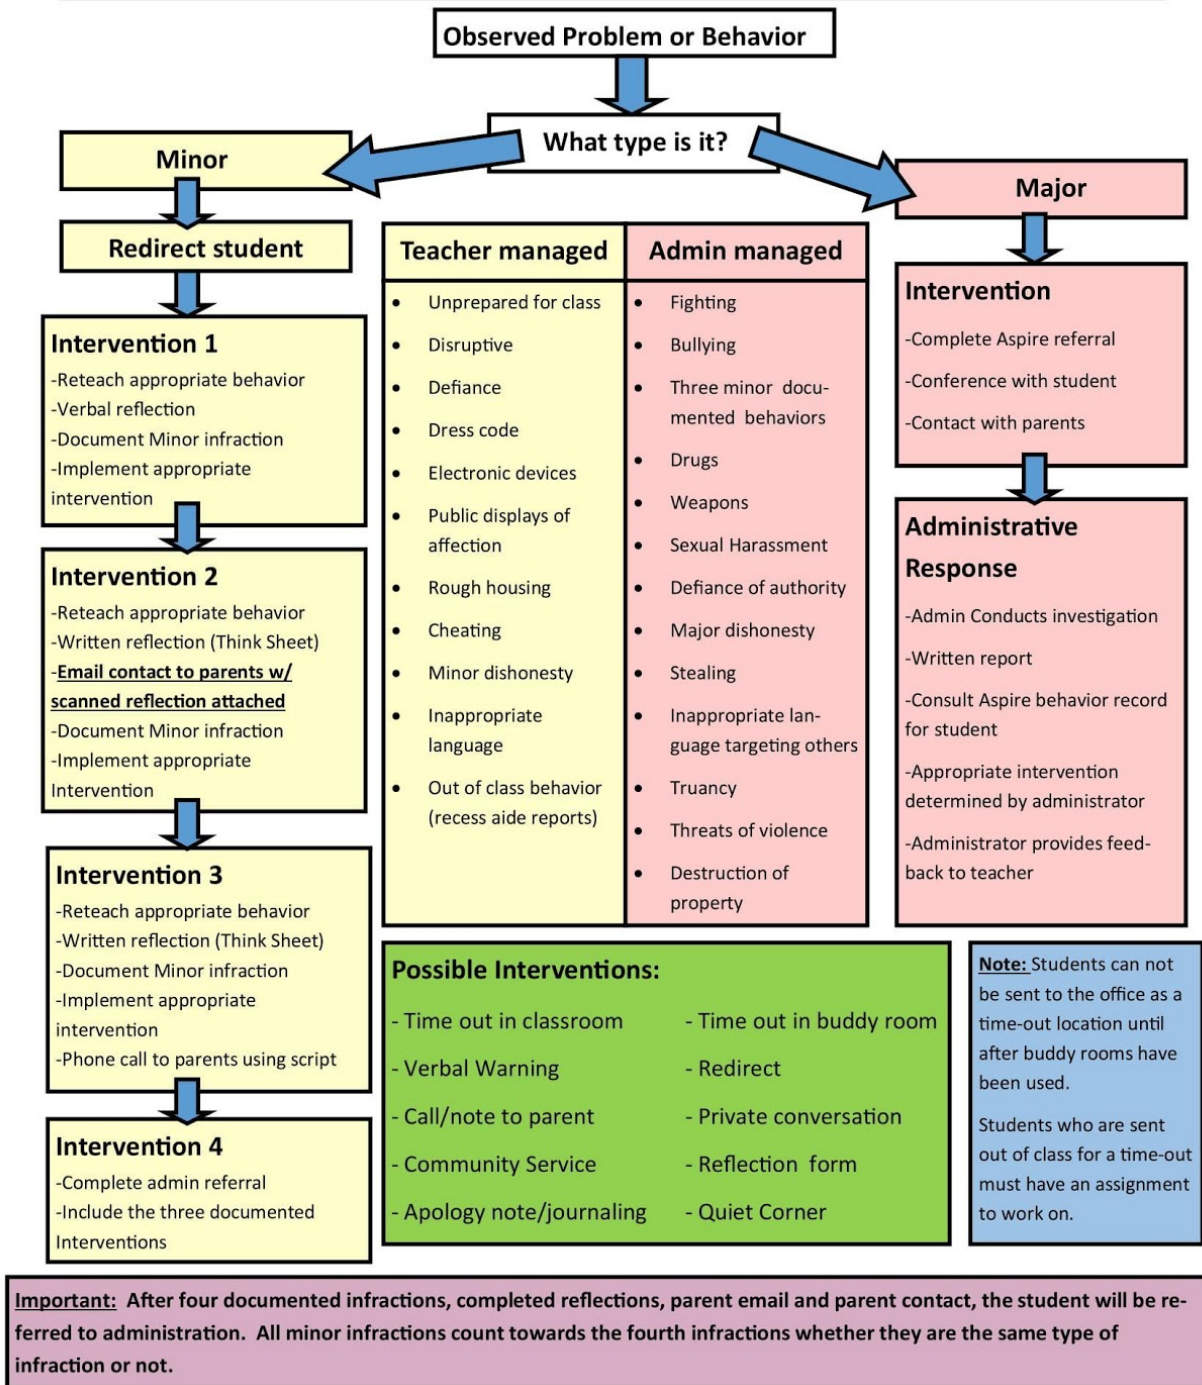 Observed Problem or Behavior
What type is it?
Minor
Redirect student
Intervention 1
-Reteach appropriate behavior
-Verbal reflection
-Document Minor infraction
-Implement appropriate
intervention
Intervention 2
-Reteach appropriate behavior
-Written reflection (Think Sheet)
-Email contact to parents w/
scanned reflection attached
-Document Minor infraction
-Implement appropriate
Intervention
Intervention 3
-Reteach appropriate behavior
-Written reflection (Think Sheet)
-Document Minor infraction
-Implement appropriate
intervention
-Phone call to parents using script
Intervention 4
-Complete admin referral
-Include the three documented
Interventions
Teacher managed
• Unprepared for class
• Disruptive
• Defiance
• Dress code
• Electronic devices
• Public displays of
affection
• Rough housing
• Cheating
• Minor dishonesty
• Inappropriate
language
• Out of class behavior
(recess aide reports)
Admin managed
• Fighting
• Bullying
• Three minor docu-
mented behaviors
• Drugs
• Weapons
• Sexual Harassment
• Defiance of authority
• Major dishonesty
• Stealing
• Inappropriate lan-
guage targeting others
• Truancy
• Threats of violence
• Destruction of
property
Major
Intervention
-Complete Aspire referral
-Conference with student
-Contact with parents
Administrative
Response
-Admin Conducts investigation
-Written report
-Consult Aspire behavior record
for student
-Appropriate intervention
determined by administrator
-Administrator provides feed-
back to teacher
Possible Interventions:
- Time out in classroom
- Verbal Warning
- Call/note to parent
- Community Service
- Apology note/journaling
- Time out in buddy room
- Redirect
- Private conversation
- Reflection form
- Quiet Corner
Note: Students can not
be sent to the office as a
time-out location until
after buddy rooms have
been used.
Students who are sent
out of class for a time-out
must have an assignment
to work on.
Important: After four documented infractions, completed reflections, parent email and parent contact, the student will be re-
ferred to administration. All minor infractions count towards the fourth infractions whether they are the same type of
infraction or not.